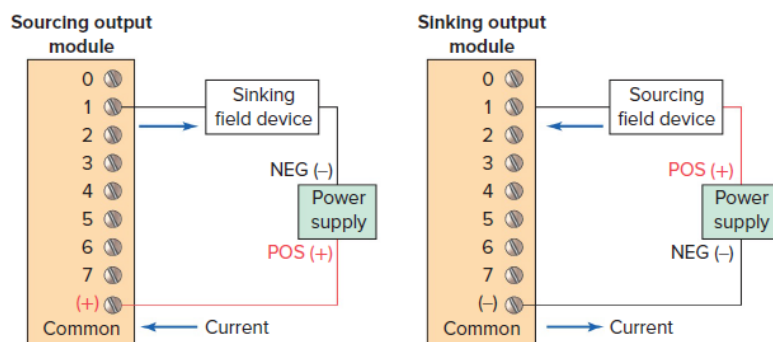 Sourcing output
module
0
1
2
3
4
5
6
7
(+)
Common
Sinking
field device
NEG (–)
Power
supply
POS (+)
Current
Sinking output
module
0
1
2
3
4
5
6
7
(–)
Common
Sourcing
field device
POS (+)
Power
supply
NEG (–)
Current